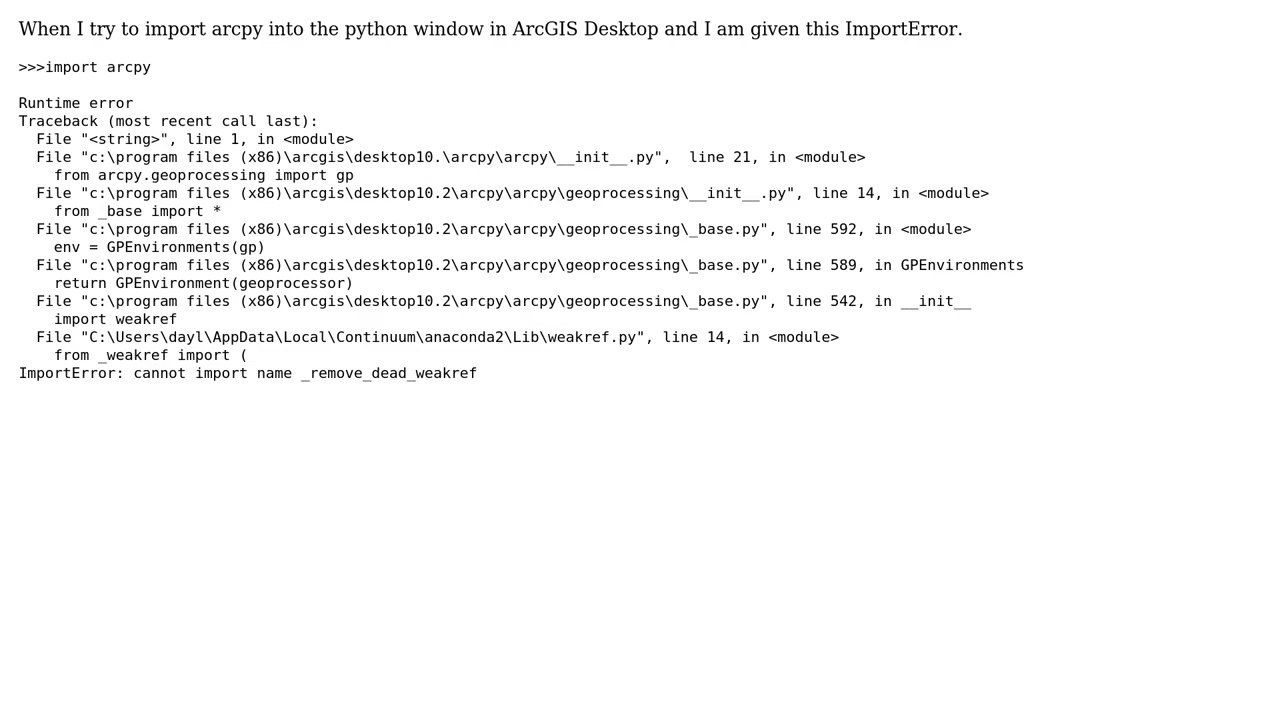 When I try to import arcpy into the python window in ArcGIS Desktop and I am given this ImportError.
>>>import arcpy
Runtime error
Traceback (most recent call last):
  File "<string>", line 1, in <module>
  File "c:\program files (x86)\arcgis\desktop10.\arcpy\arcpy\__init__.py",  line 21, in <module>
    from arcpy.geoprocessing import gp
  File "c:\program files (x86)\arcgis\desktop10.2\arcpy\arcpy\geoprocessing\__init__.py", line 14, in <module>
    from _base import *
  File "c:\program files (x86)\arcgis\desktop10.2\arcpy\arcpy\geoprocessing\_base.py", line 592, in <module>
    env = GPEnvironments(gp)
  File "c:\program files (x86)\arcgis\desktop10.2\arcpy\arcpy\geoprocessing\_base.py", line 589, in GPEnvironments
    return GPEnvironment(geoprocessor)
  File "c:\program files (x86)\arcgis\desktop10.2\arcpy\arcpy\geoprocessing\_base.py", line 542, in __init__
    import weakref
  File "C:\Users\dayl\AppData\Local\Continuum\anaconda2\Lib\weakref.py", line 14, in <module>
    from _weakref import (
ImportError: cannot import name _remove_dead_weakref